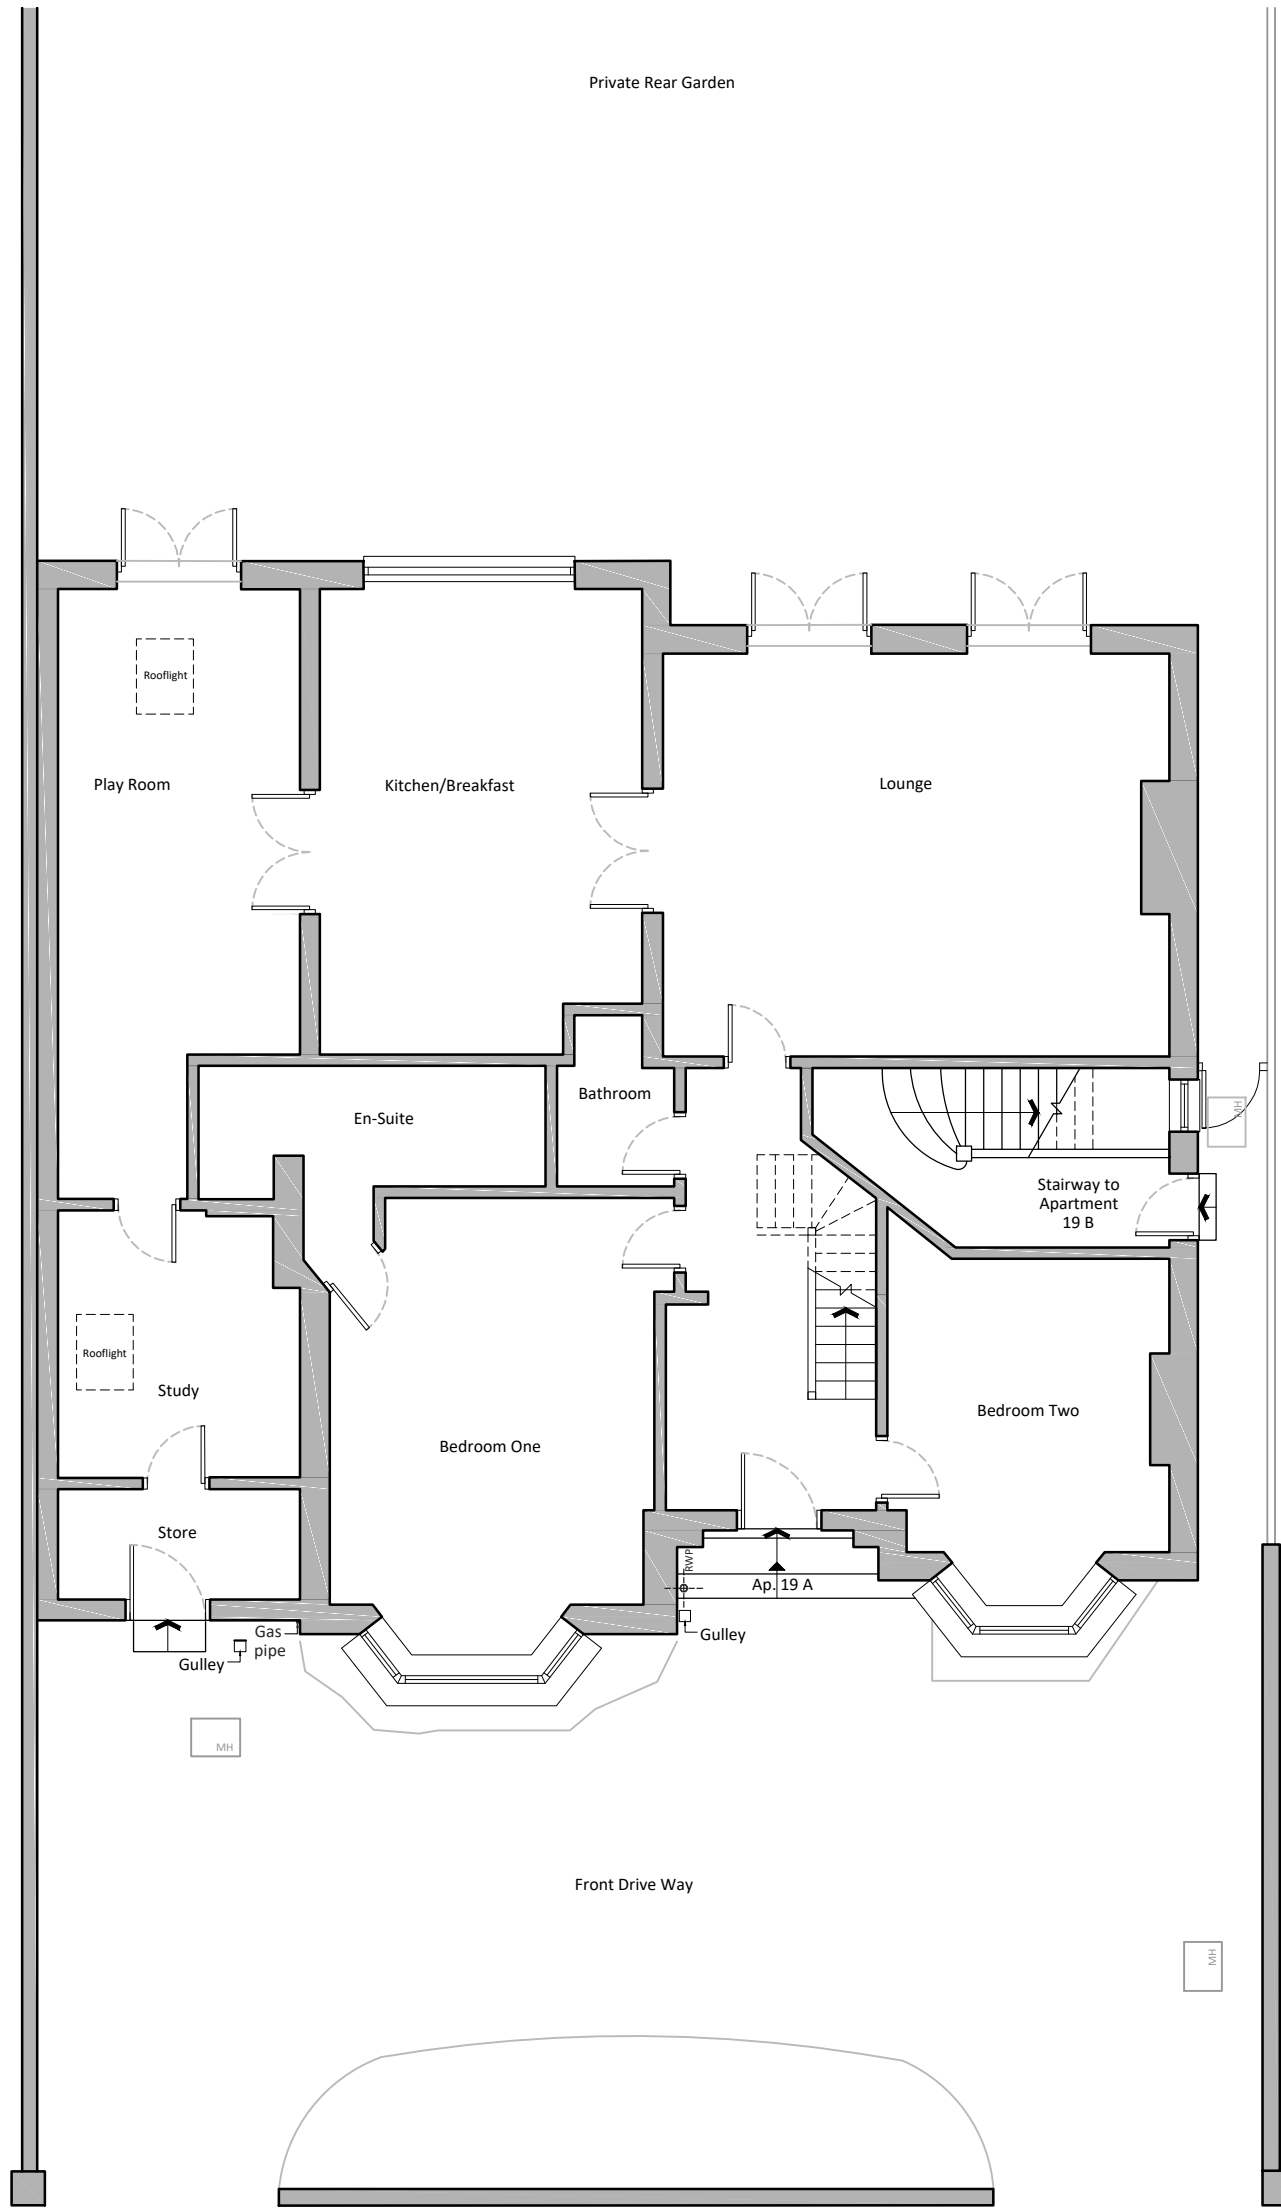 Private Rear Garden
Rooflight
Play Room
Kitchen/Breakfast
Lounge
Bathroom
En-Suite
MH
Stairway to
Apartment
19 B
Rooflight
Study
Bedroom Two
Bedroom One
Store
RWP
Ap. 19 A
Gas
pipe
Gulley
Gulley
MH
Front Drive Way
MH